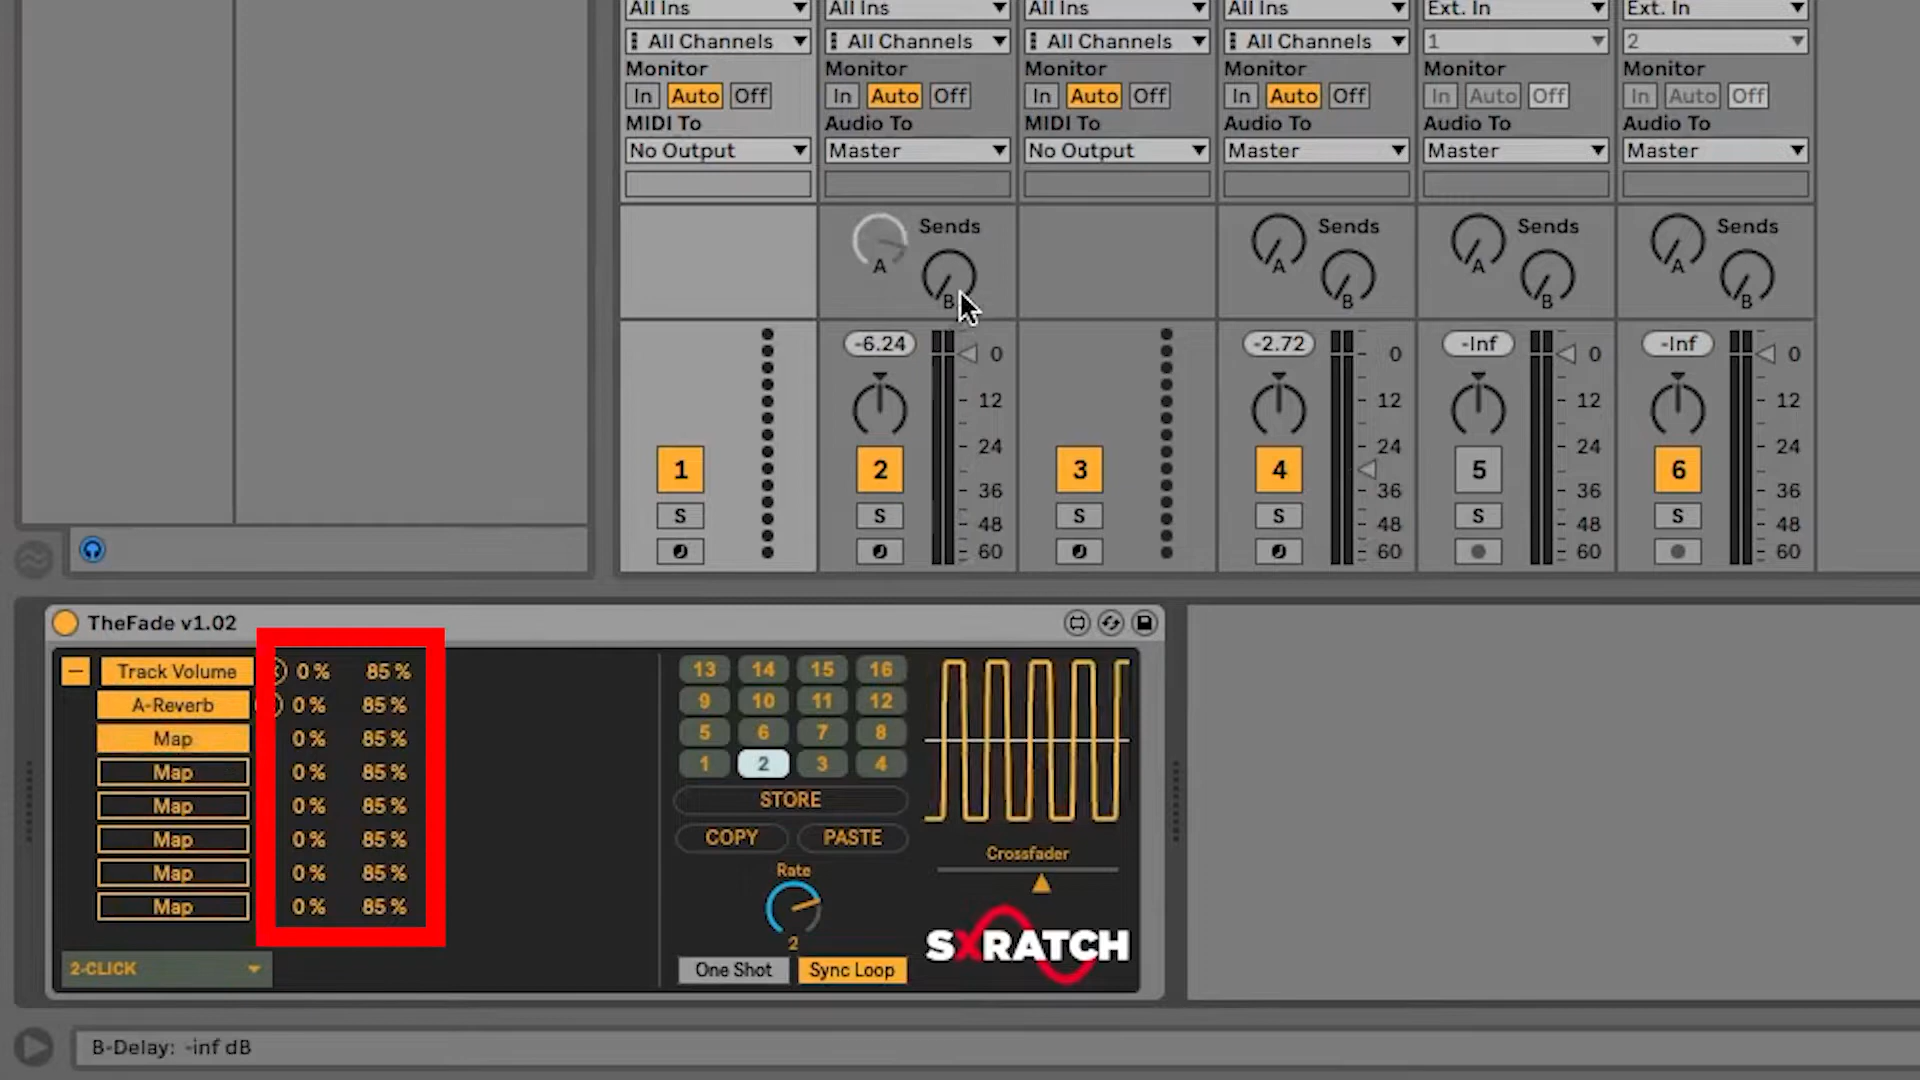 All Ins All Ins All Ins All Ins Ext. In Ext. In
All Channels All Channels All Channels All Channels 1 2
Monitor Monitor Monitor Monitor Monitor Monitor
In Auto Off In Auto Off In Auto Off In Auto Off In Auto Off In Auto Off
MIDI To Audio To MIDI To Audio To Audio To Audio To
No Output Master No Output Master Master Master
Sends Sends Sends Sends
A A A A
B B B B
-6.24 0 -2.72 0 -Inf 0 -Inf 0
12 12 12 12
24 24 24 24
1 2 3 4 5 6
36 36 36 36
S S S S S S
48 48 48 48
60 60 60 60
TheFade v1.02
Track Volume 0 % 85 % 13 14 15 16
A-Reverb 0 % 85 % 9 10 11 12
Map 0 % 85 % 5 6 7 8
Map 0 % 85 % 1 2 3 4
Map 0 % 85 % STORE
Map 0 % 85 % COPY PASTE
Map 0 % 85 % Rate Crossfader
Map 0 % 85 %
2
SXRATCH
2-CLICK One Shot Sync Loop
B-Delay: -inf dB